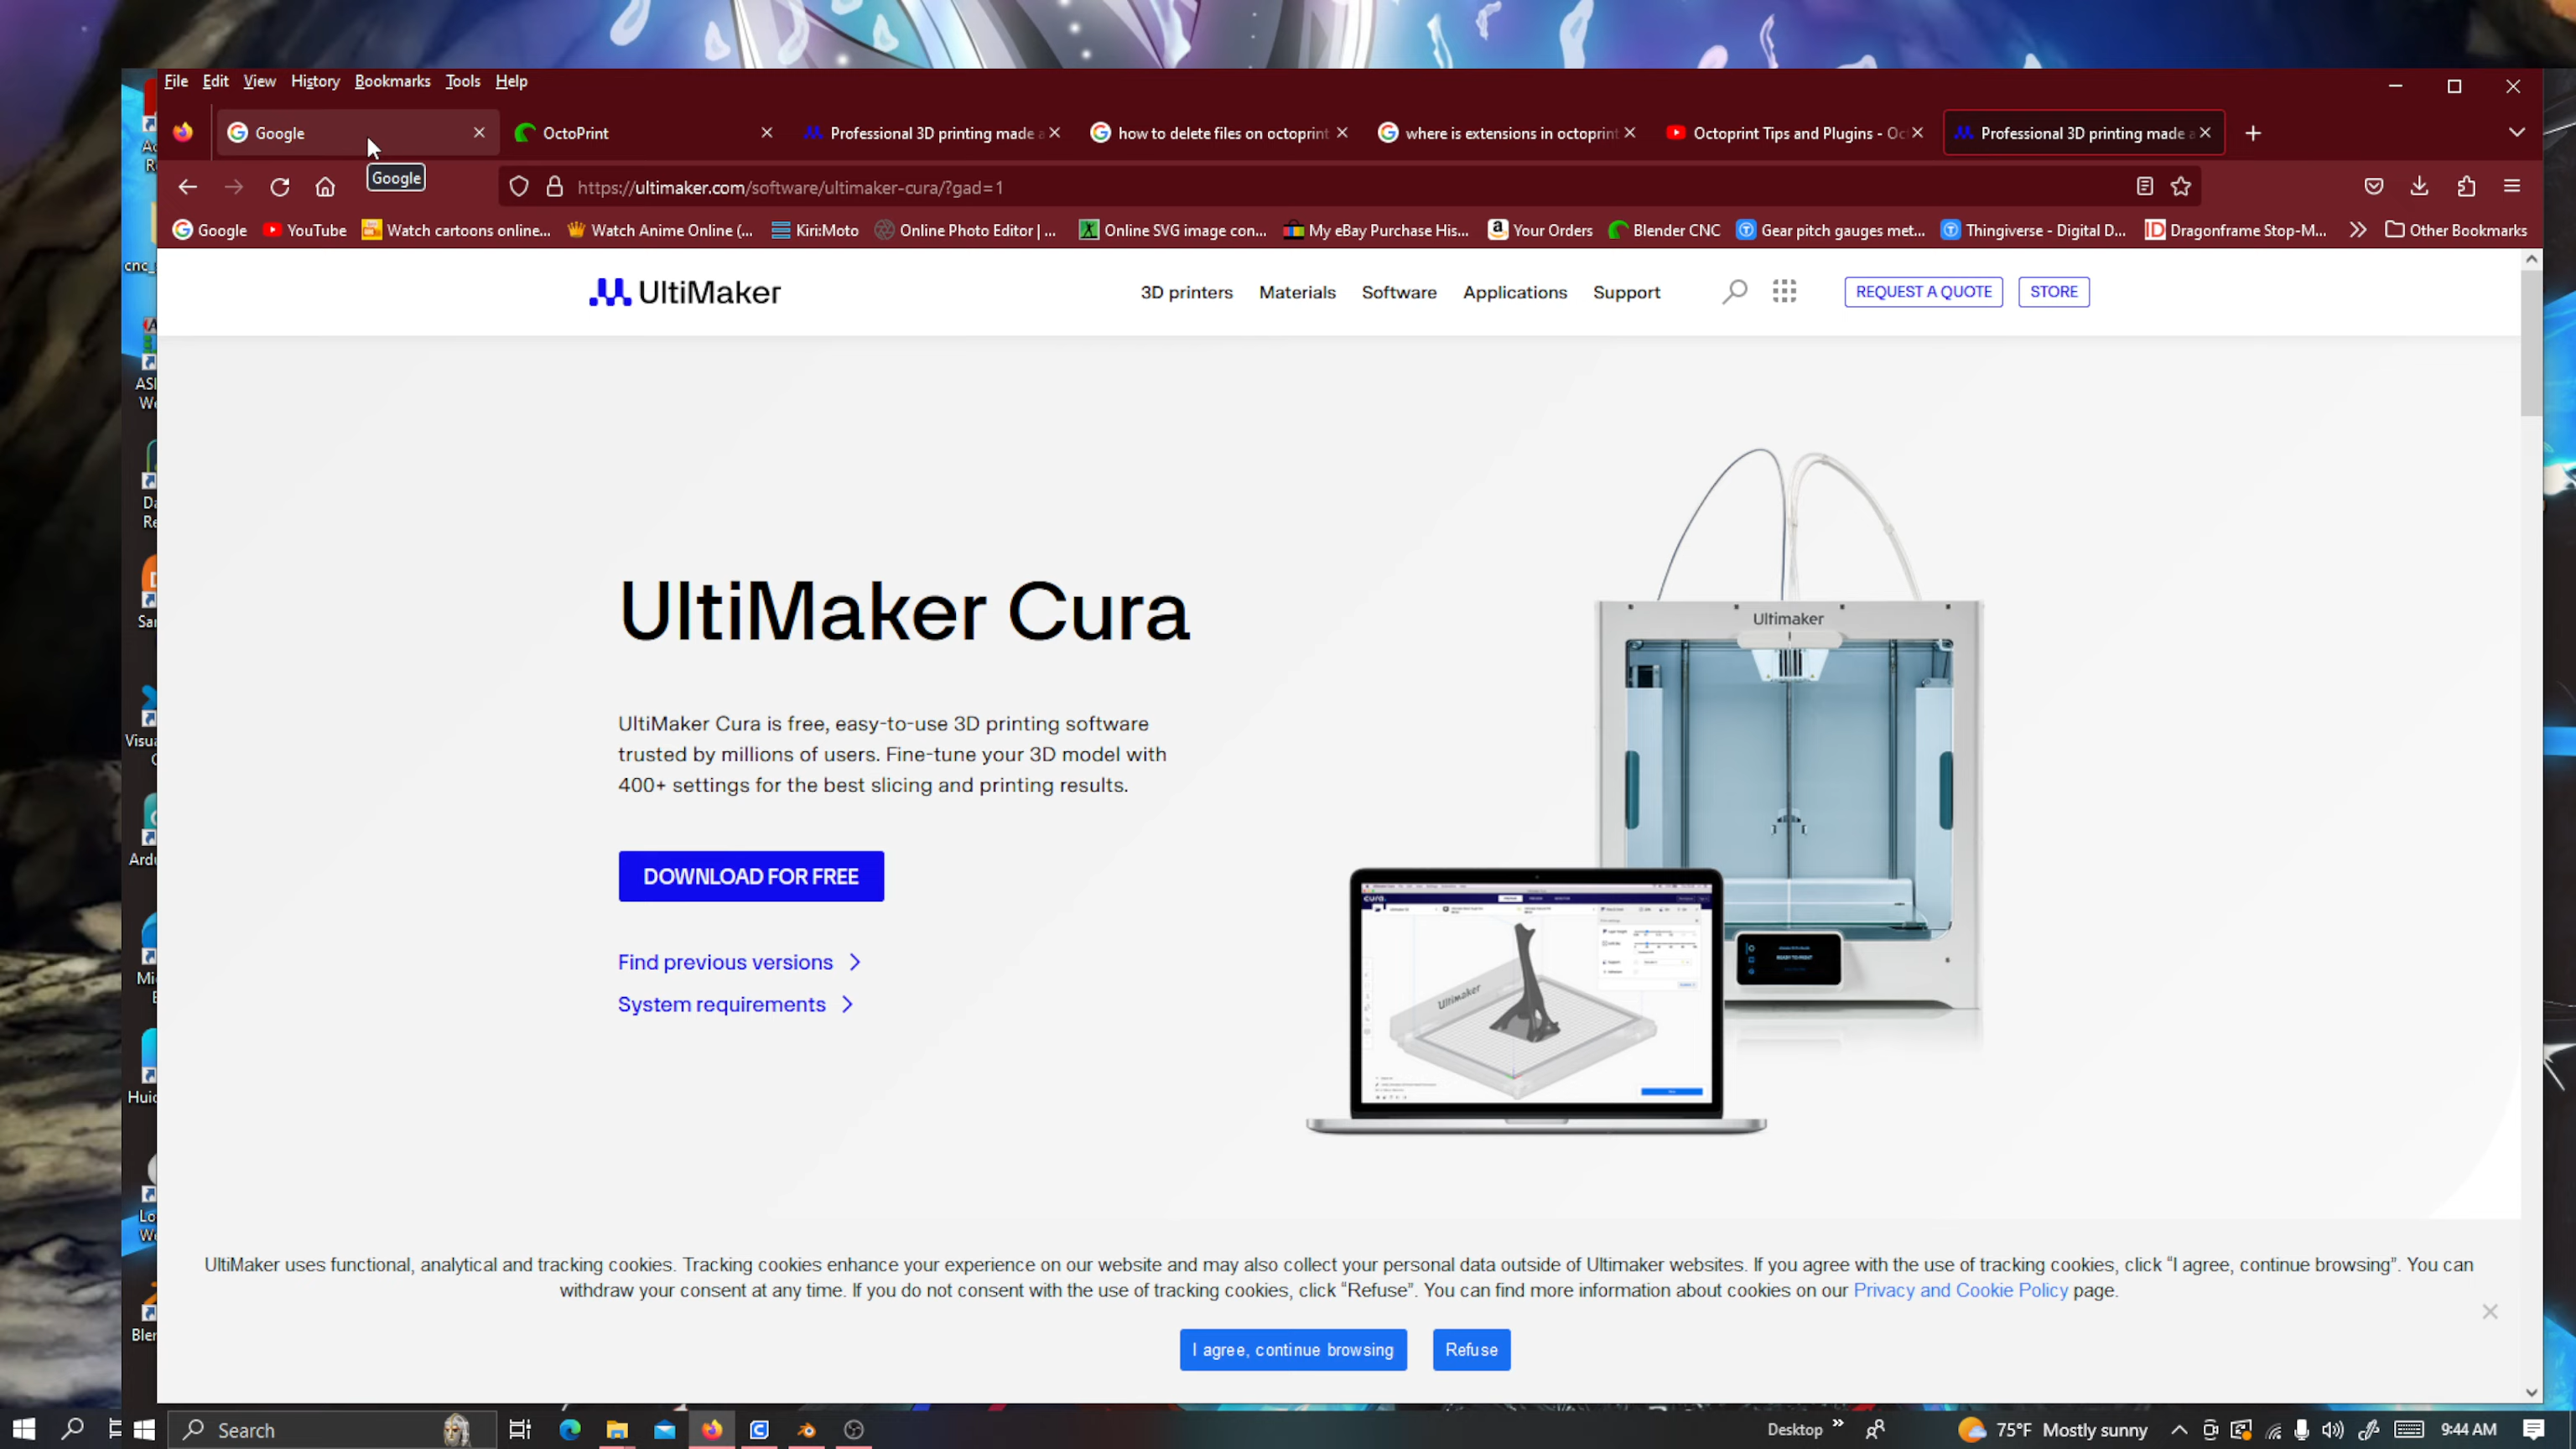 File Edit View History Bookmarks Tools Help
Google OctoPrint Professional 3D printing made a how to delete files on octoprint where is extensions in octoprint Octoprint Tips and Plugins - Oc Professional 3D printing made a
Google
https://ultimaker.com/software/ultimaker-cura/?gad=1
Google YouTube Watch cartoons online... Watch Anime Online (... Kiri:Moto Online Photo Editor | ... Online SVG image con... My eBay Purchase His... Your Orders Blender CNC Gear pitch gauges met... Thingiverse - Digital D... Dragonframe Stop-M... Other Bookmarks
UltiMaker 3D printers Materials Software Applications Support REQUEST A QUOTE STORE
Ultimaker
UltiMaker Cura
UltiMaker Cura is free, easy-to-use 3D printing software
trusted by millions of users. Fine-tune your 3D model with
400+ settings for the best slicing and printing results.
DOWNLOAD FOR FREE
cura
READY TO PRINT
Find previous versions
Ultimaker
System requirements
UltiMaker uses functional, analytical and tracking cookies. Tracking cookies enhance your experience on our website and may also collect your personal data outside of Ultimaker websites. If you agree with the use of tracking cookies, click “I agree, continue browsing”. You can
withdraw your consent at any time. If you do not consent with the use of tracking cookies, click “Refuse”. You can find more information about cookies on our Privacy and Cookie Policy page.
I agree, continue browsing Refuse
Search Desktop 75°F Mostly sunny 9:44 AM